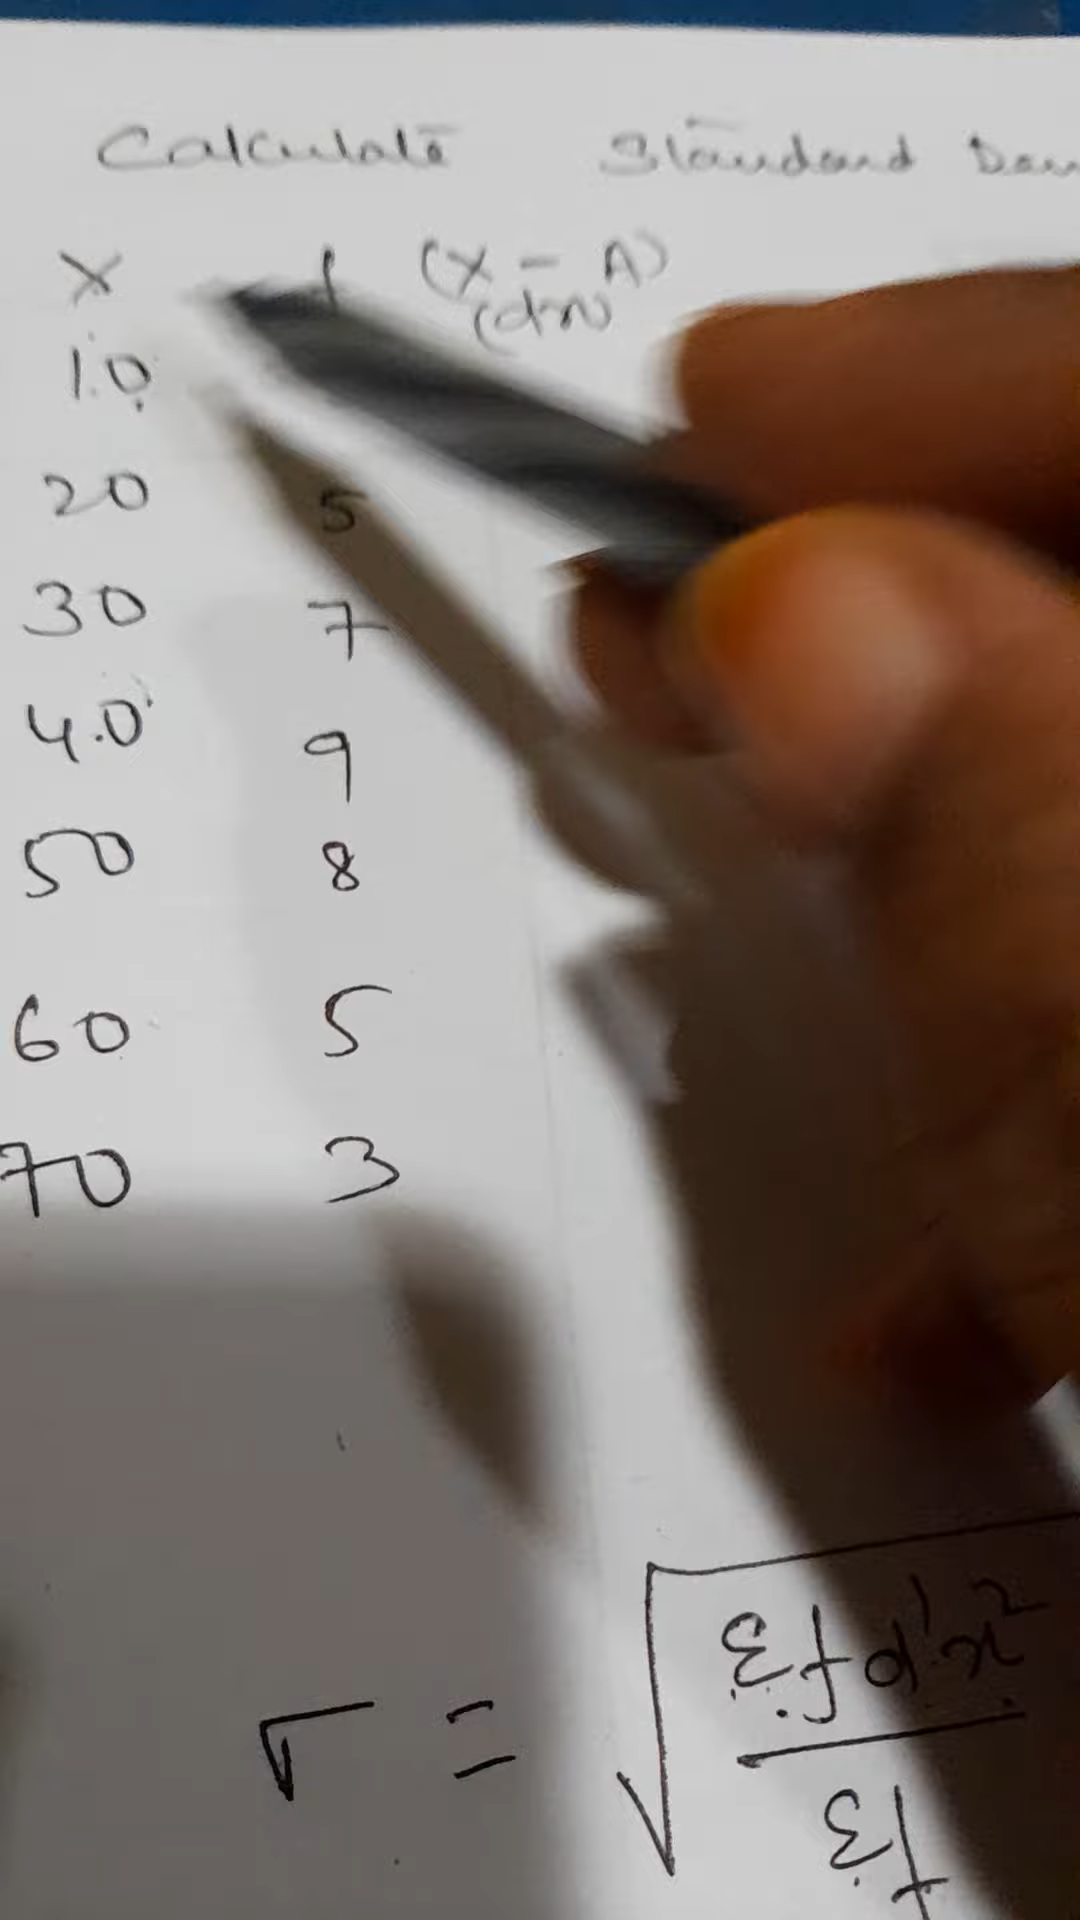 Calculate Standard
X f (X - A)
(dx)
10
20 5
30 7
40 9
50 8
60 5
70 3
σ = √ Σfd'x²
Σf